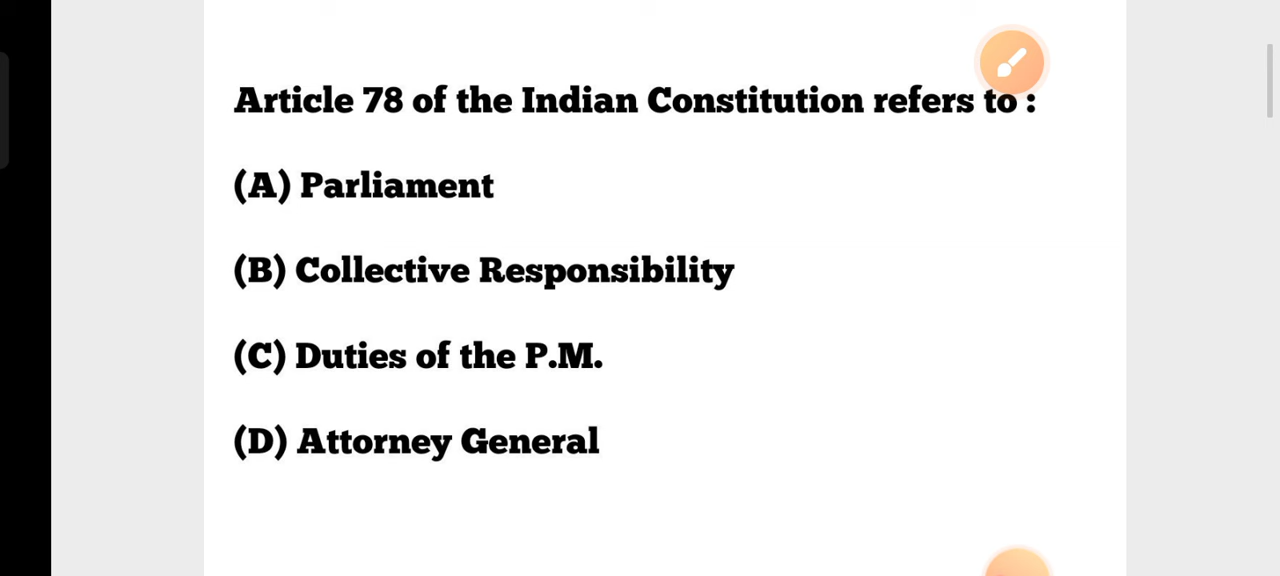 Article 78 of the Indian Constitution refers to :
(A) Parliament
(B) Collective Responsibility
(C) Duties of the P.M.
(D) Attorney General